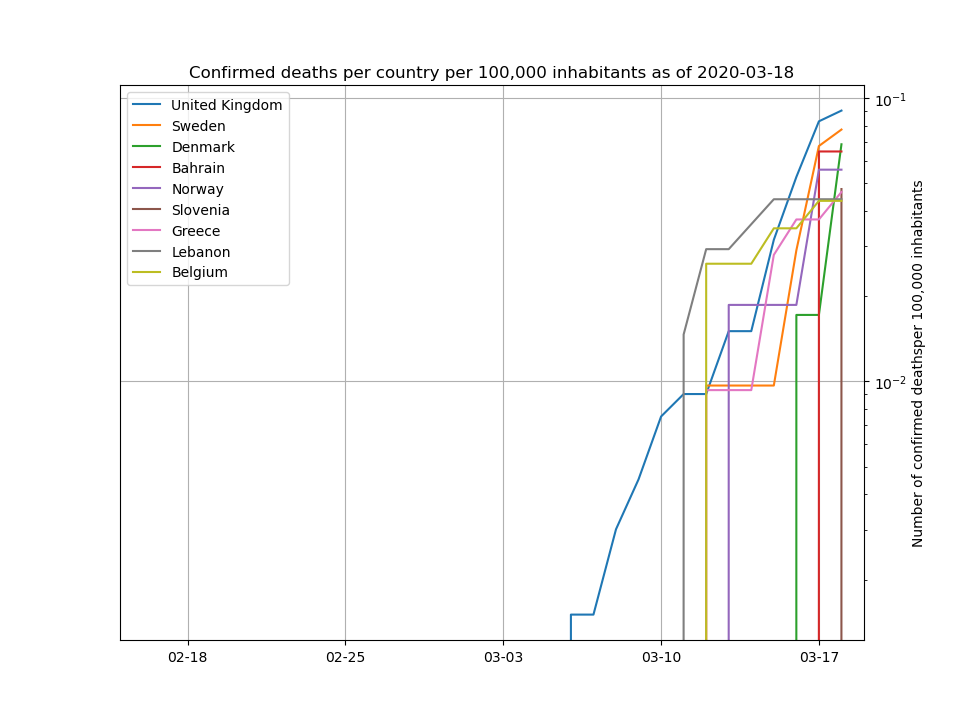 Confirmed deaths per country per 100,000 inhabitants as of 2020-03-18
United Kingdom
Sweden
Denmark
Bahrain
Norway
Slovenia
Greece
Lebanon
Belgium
10⁻¹
10⁻²
Number of confirmed deathsper 100,000 inhabitants
02-18
02-25
03-03
03-10
03-17